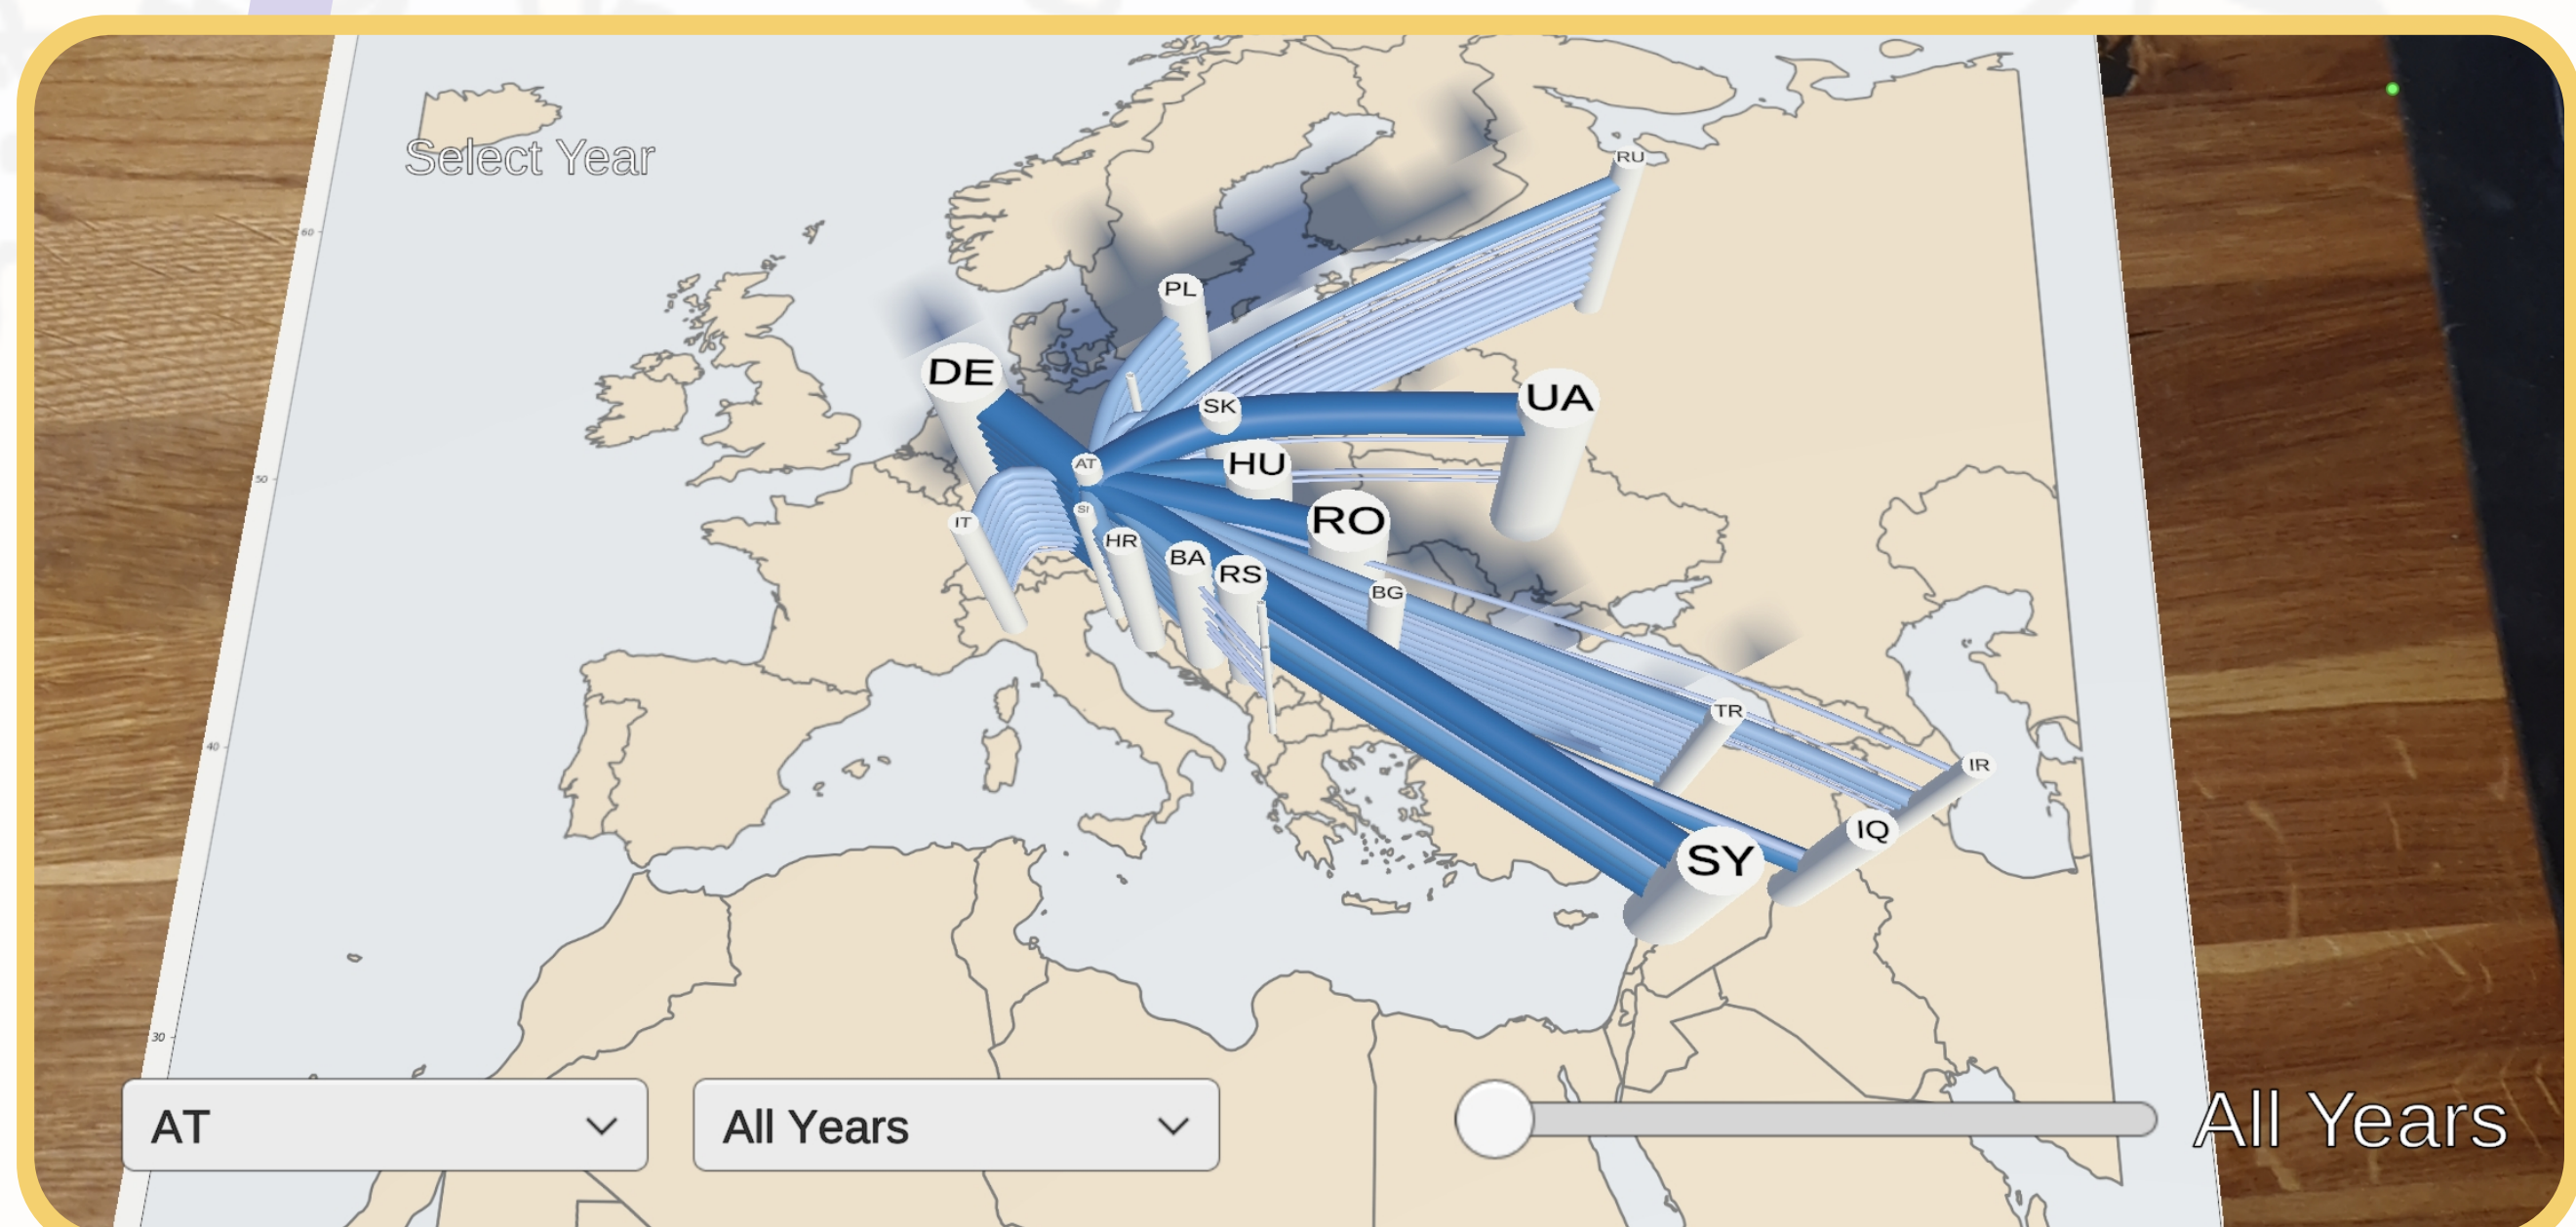 Select Year
60
50
40
30
RU
PL
DE
UA
SK
AT
HU
RO
SI
IT
HR
BA
RS
BG
TR
IR
IQ
SY
AT
All Years
All Years